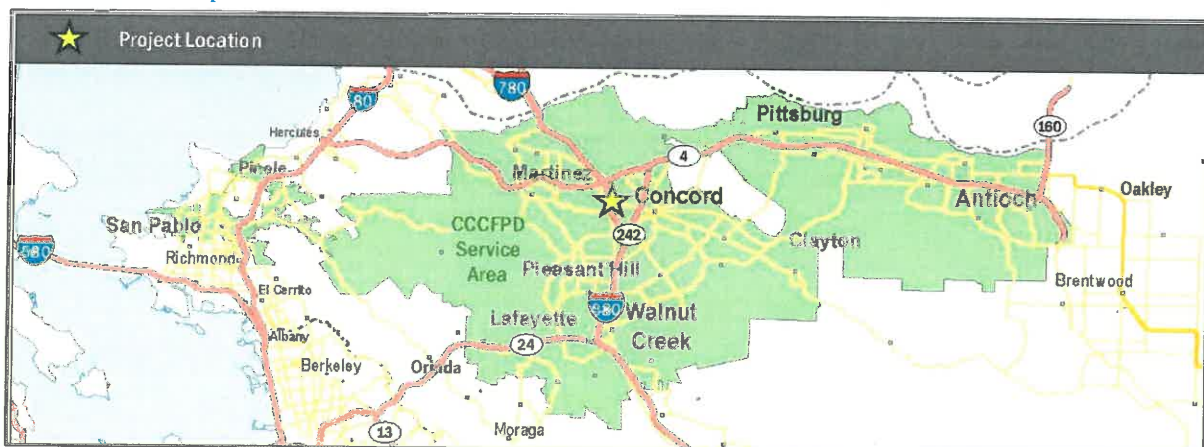 Project Location
80
780
160
Hercules
Pittsburg
4
Pinole
Martinez
Oakley
Concord
Antioch
San Pablo
CCCFPD
Service
Area
242
Clayton
580
Richmond
Pleasant Hill
Brentwood
El Cerrito
680
Walnut
Creek
Lafayette
24
Albany
Berkeley
Orinda
13
Moraga